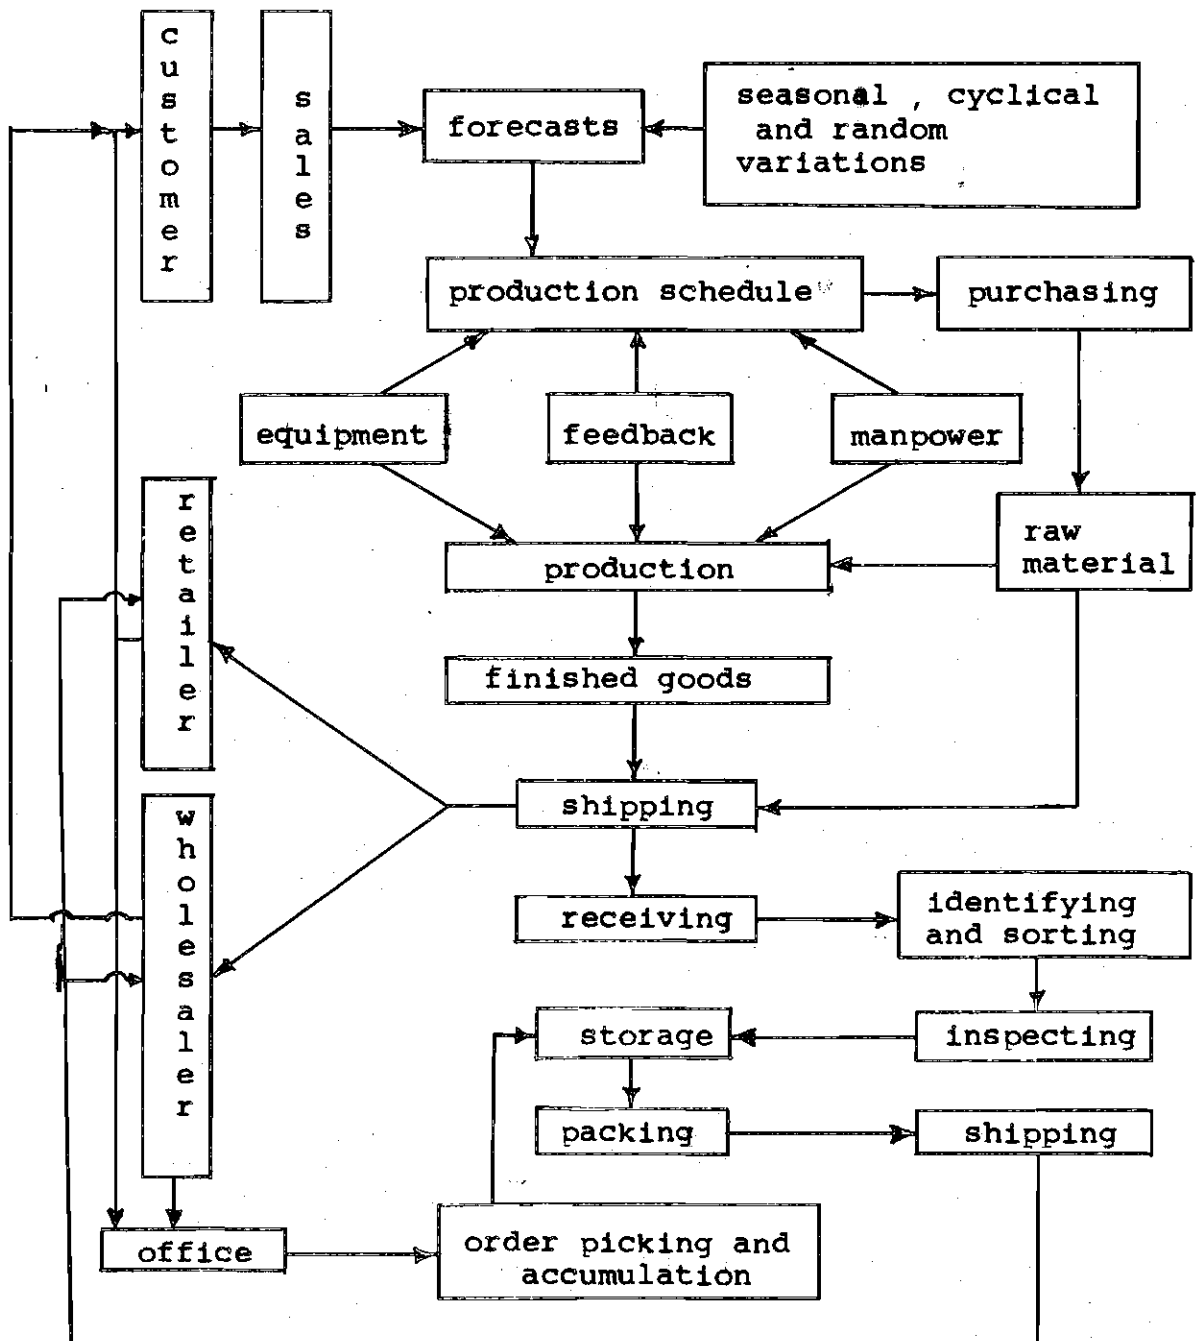 customer
sales
forecasts
seasonal , cyclical
and random
variations
production schedule
purchasing
equipment
feedback
manpower
retailer
raw
material
production
finished goods
shipping
wholesaler
receiving
identifying
and sorting
storage
inspecting
packing
shipping
office
order picking and
accumulation